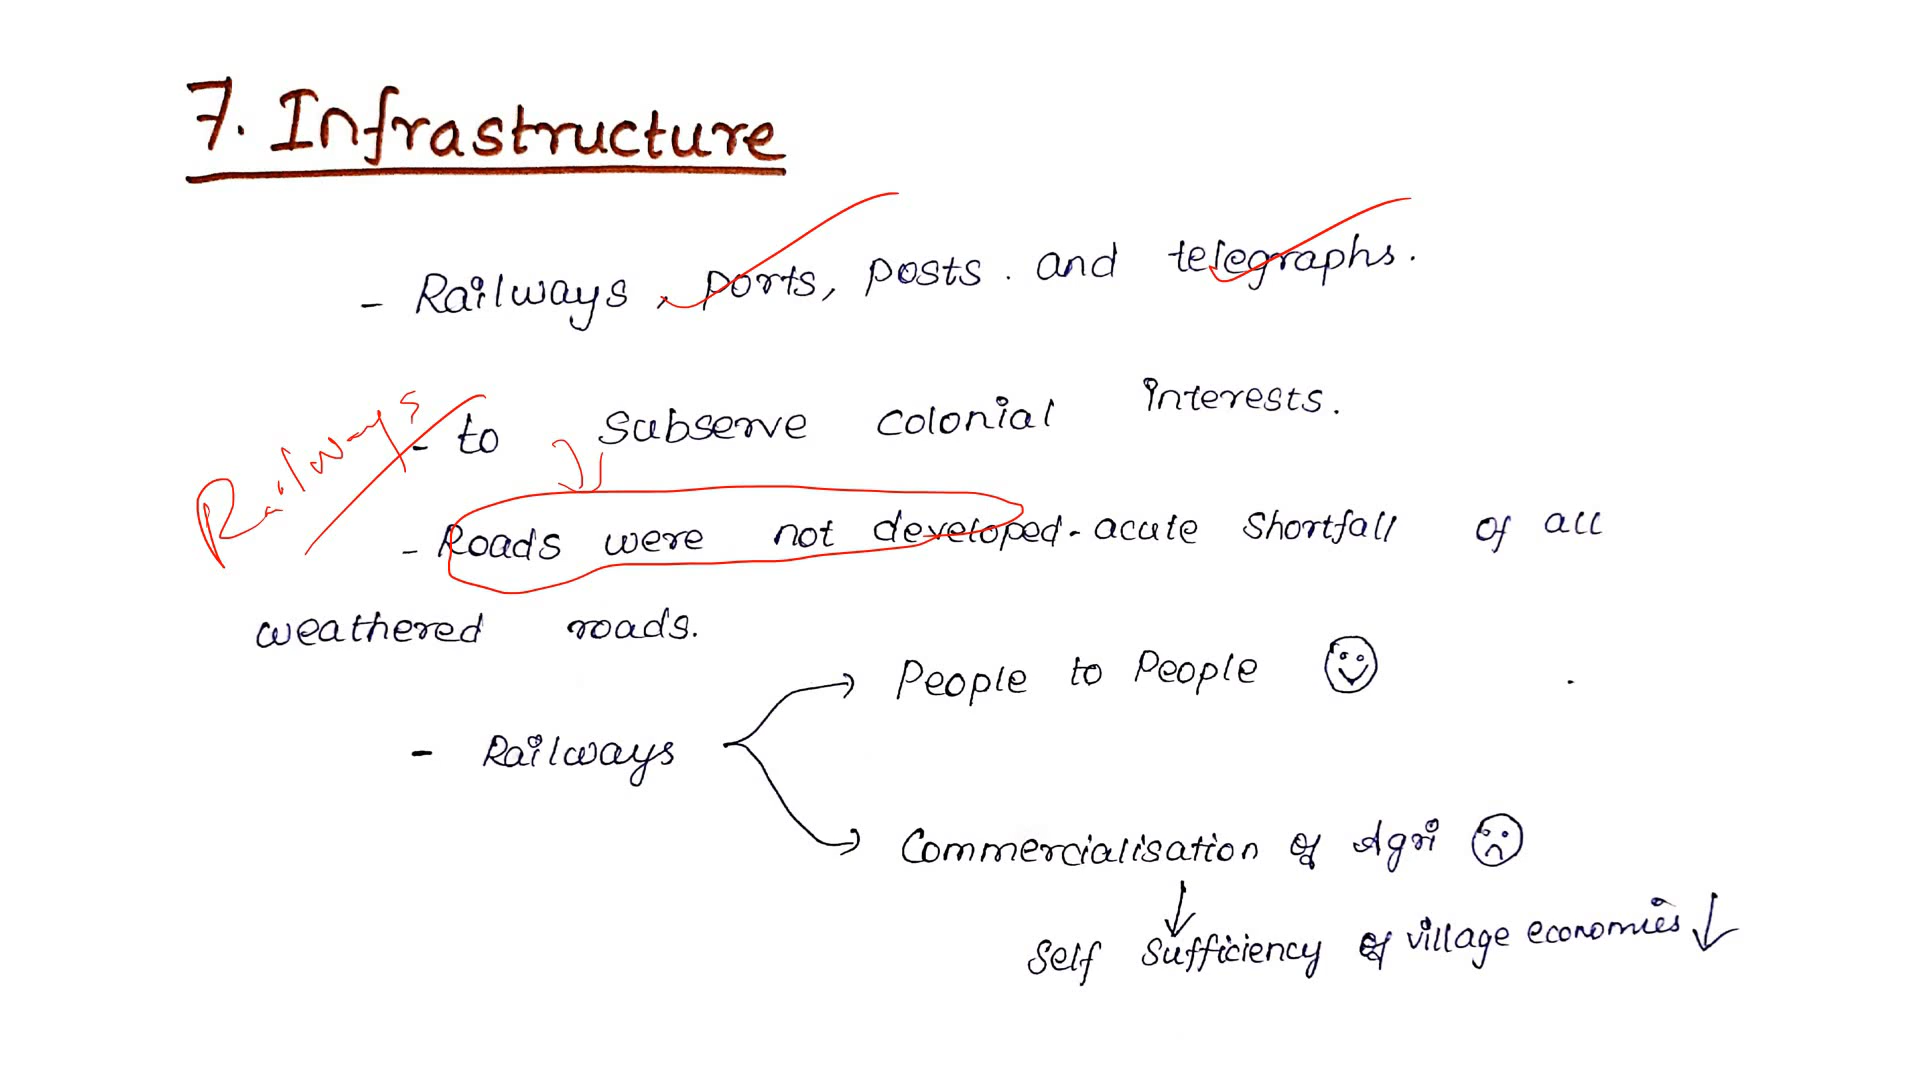 7. Infrastructure
- Railways, ports, posts. and telegraphs.
Railways
- to subserve colonial interests.
- Roads were not developed - acute shortfall of all
weathered roads.
People to People
- Railways
Commercialisation of Agri
Self Sufficiency of village economies ↓